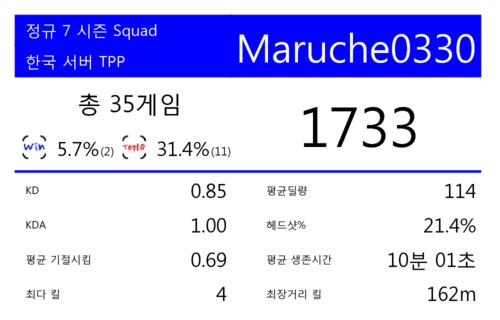 정규 7 시즌 Squad
한국 서버 TPP
Maruche0330
총 35게임
Win 5.7%(2) TOP10 31.4%(11)
1733
KD 0.85 평균딜량 114
KDA 1.00 헤드샷% 21.4%
평균 기절시킴 0.69 평균 생존시간 10분 01초
최다 킬 4 최장거리 킬 162m